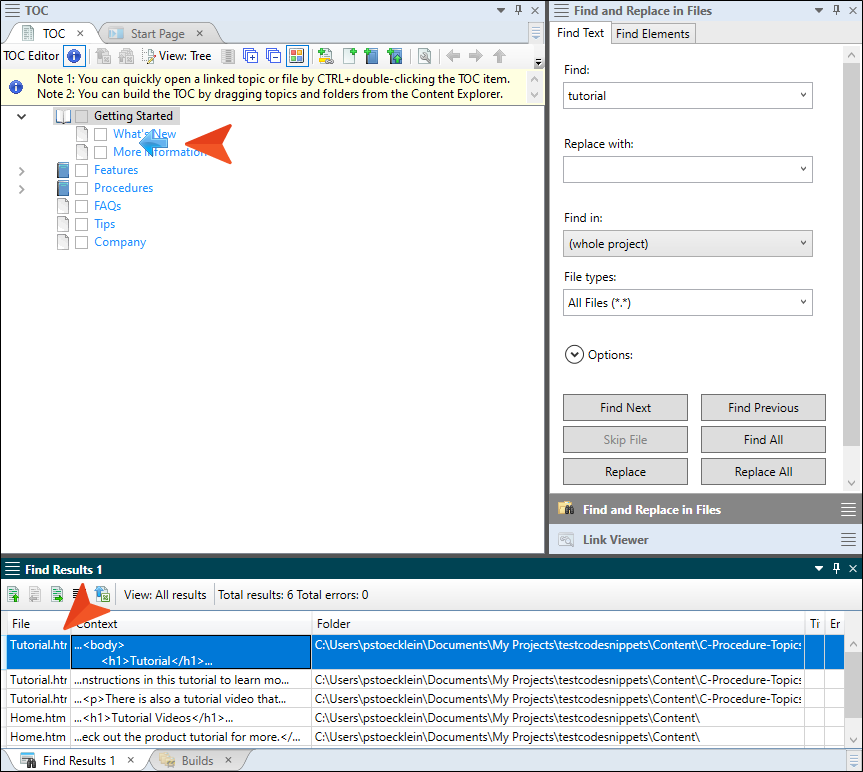 TOC
TOC
Start Page
TOC Editor
View: Tree
Note 1: You can quickly open a linked topic or file by CTRL+double-clicking the TOC item.
Note 2: You can build the TOC by dragging topics and folders from the Content Explorer.
Getting Started
What's New
More Information
Features
Procedures
FAQs
Tips
Company
Find and Replace in Files
Find Text
Find Elements
Find:
tutorial
Replace with:
Find in:
(whole project)
File types:
All Files (*.*)
Options:
Find Next
Find Previous
Skip File
Find All
Replace
Replace All
Find and Replace in Files
Link Viewer
Find Results 1
View: All results
Total results: 6 Total errors: 0
File Context Folder Ti Er
Tutorial.htr ...<body> C:\Users\pstoecklein\Documents\My Projects\testcodesnippets\Content\C-Procedure-Topics
<h1>Tutorial</h1>...
Tutorial.htr ...nstructions in this tutorial to learn mo... C:\Users\pstoecklein\Documents\My Projects\testcodesnippets\Content\C-Procedure-Topics
Tutorial.htr ...<p>There is also a tutorial video that... C:\Users\pstoecklein\Documents\My Projects\testcodesnippets\Content\C-Procedure-Topics
Home.htm ...<h1>Tutorial Videos</h1>... C:\Users\pstoecklein\Documents\My Projects\testcodesnippets\Content\
Home.htm ...eck out the product tutorial for more.</... C:\Users\pstoecklein\Documents\My Projects\testcodesnippets\Content\
Find Results 1
Builds